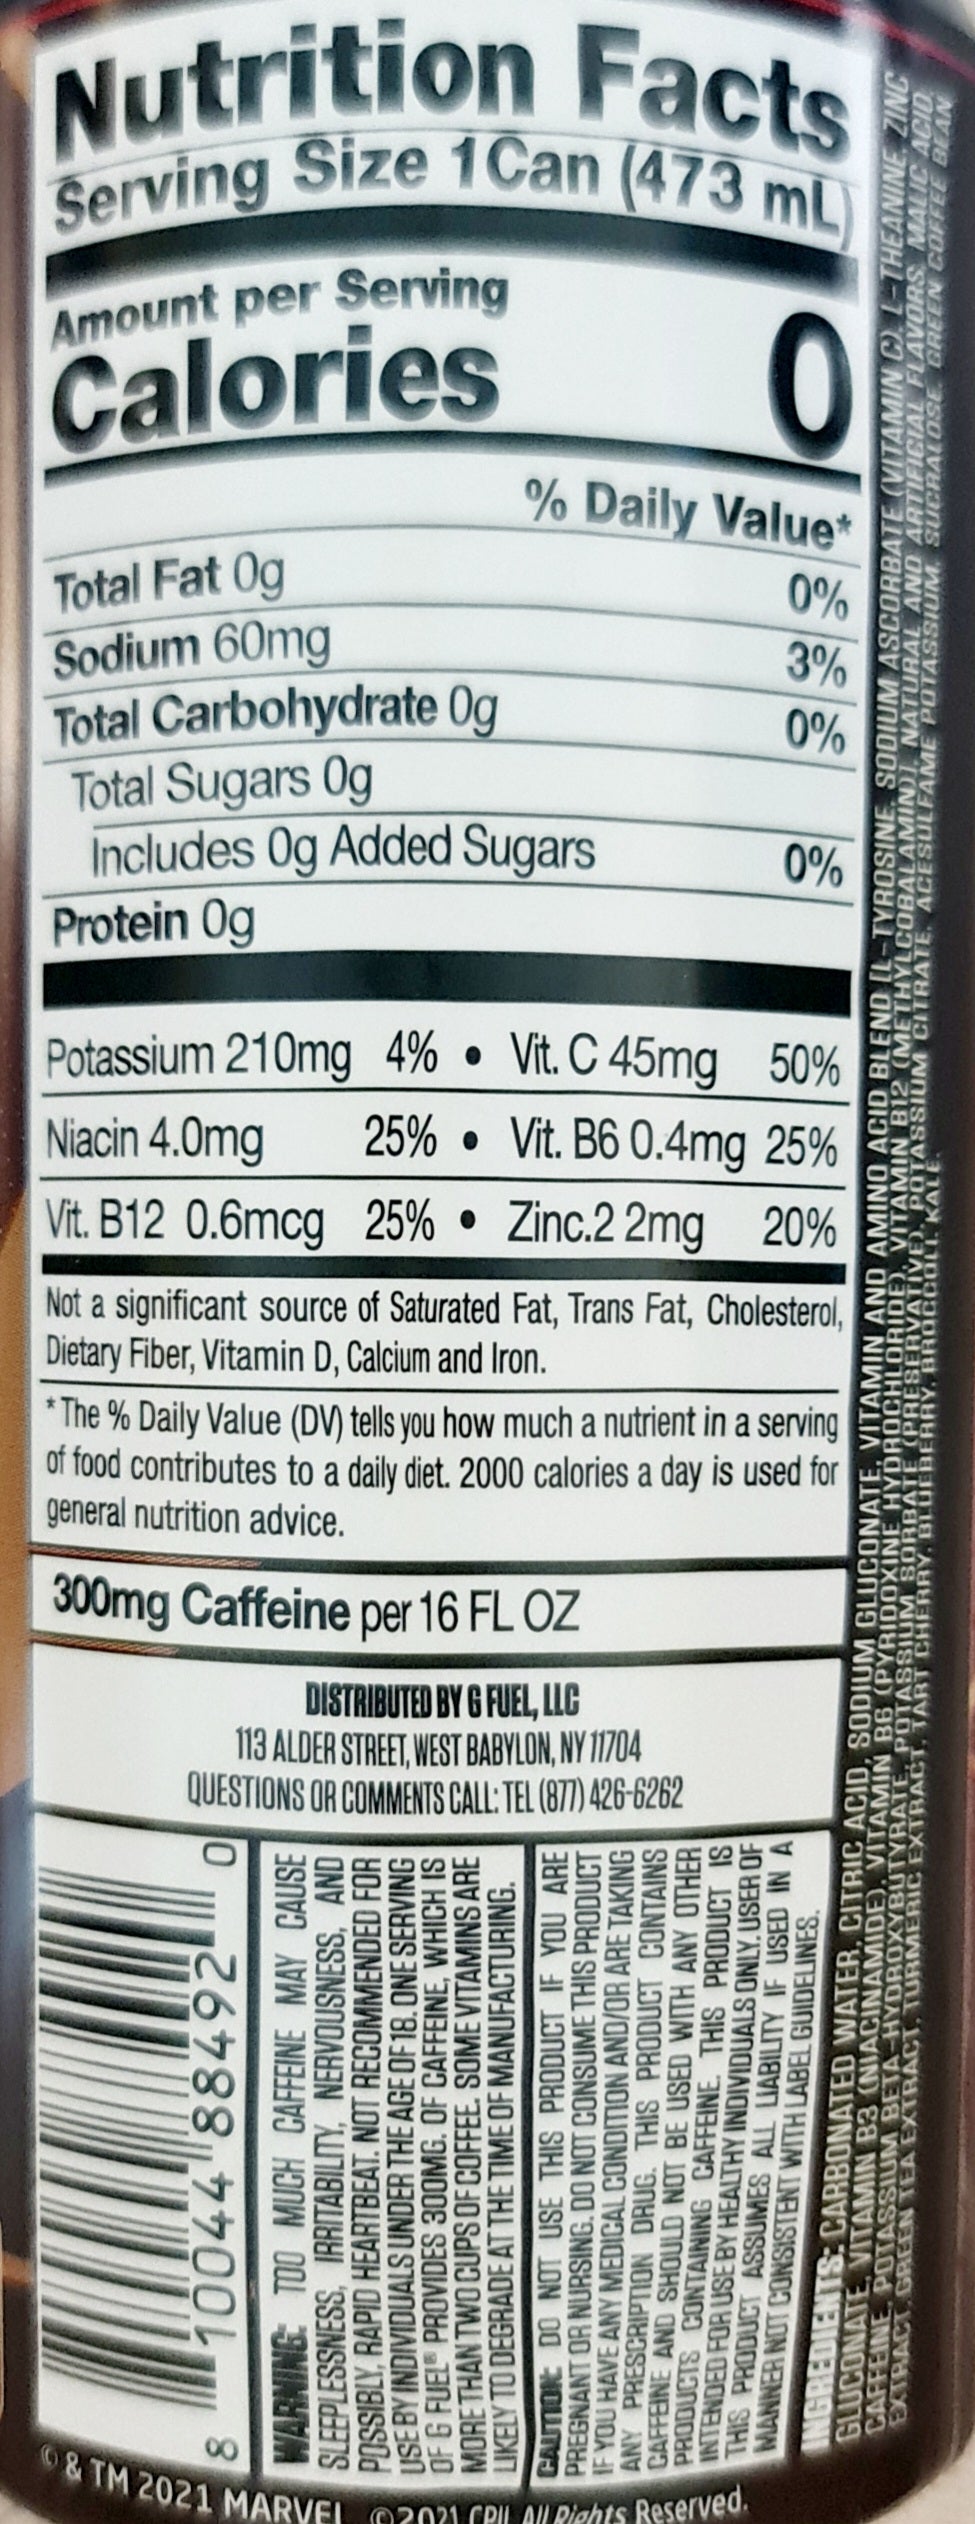 Nutrition Facts
Serving Size 1Can (473 mL)
Amount per Serving
Calories 0
% Daily Value*
Total Fat 0g 0%
Sodium 60mg 3%
Total Carbohydrate 0g 0%
Total Sugars 0g
Includes 0g Added Sugars 0%
Protein 0g
Potassium 210mg 4% • Vit. C 45mg 50%
Niacin 4.0mg 25% • Vit. B6 0.4mg 25%
Vit. B12 0.6mcg 25% • Zinc.2 2mg 20%
Not a significant source of Saturated Fat, Trans Fat, Cholesterol,
Dietary Fiber, Vitamin D, Calcium and Iron.
* The % Daily Value (DV) tells you how much a nutrient in a serving
of food contributes to a daily diet. 2000 calories a day is used for
general nutrition advice.
300mg Caffeine per 16 FL OZ
DISTRIBUTED BY G FUEL, LLC
113 ALDER STREET, WEST BABYLON, NY 11704
QUESTIONS OR COMMENTS CALL: TEL (877) 426-6262
8 10044 88492 0
WARNING: TOO MUCH CAFFEINE MAY CAUSE
SLEEPLESSNESS, IRRITABILITY, NERVOUSNESS, AND
POSSIBLY, RAPID HEARTBEAT. NOT RECOMMENDED FOR
USE BY INDIVIDUALS UNDER THE AGE OF 18. ONE SERVING
OF G FUEL® PROVIDES 300MG. OF CAFFEINE, WHICH IS
MORE THAN TWO CUPS OF COFFEE. SOME VITAMINS ARE
LIKELY TO DEGRADE AT THE TIME OF MANUFACTURING.
CAUTION: DO NOT USE THIS PRODUCT IF YOU ARE
PREGNANT OR NURSING. DO NOT CONSUME THIS PRODUCT
IF YOU HAVE ANY MEDICAL CONDITION AND/OR ARE TAKING
ANY PRESCRIPTION DRUG. THIS PRODUCT CONTAINS
CAFFEINE AND SHOULD NOT BE USED WITH ANY OTHER
PRODUCTS CONTAINING CAFFEINE. THIS PRODUCT IS
INTENDED FOR USE BY HEALTHY INDIVIDUALS ONLY. USER OF
THIS PRODUCT ASSUMES ALL LIABILITY IF USED IN A
MANNER NOT CONSISTENT WITH LABEL GUIDELINES.
INGREDIENTS: CARBONATED WATER, CITRIC ACID, SODIUM GLUCONATE, VITAMIN AND AMINO ACID BLEND [L-TYROSINE, SODIUM ASCORBATE (VITAMIN C), L-THEANINE, ZINC
GLUCONATE, VITAMIN B3 (NIACINAMIDE), VITAMIN B6 (PYRIDOXINE HYDROCHLORIDE), VITAMIN B12 (METHYLCOBALAMIN)], NATURAL AND ARTIFICIAL FLAVORS, MALIC ACID,
CAFFEINE, POTASSIUM BETA-HYDROXYBUTYRATE, POTASSIUM SORBATE (PRESERVATIVE), POTASSIUM CITRATE, ACESULFAME POTASSIUM, SUCRALOSE, GREEN COFFEE BEAN
EXTRACT, GREEN TEA EXTRACT, TURMERIC EXTRACT, TART CHERRY, BLUEBERRY, BROCCOLI, KALE
© & TM 2021 MARVEL ©2021 CPII. All Rights Reserved.